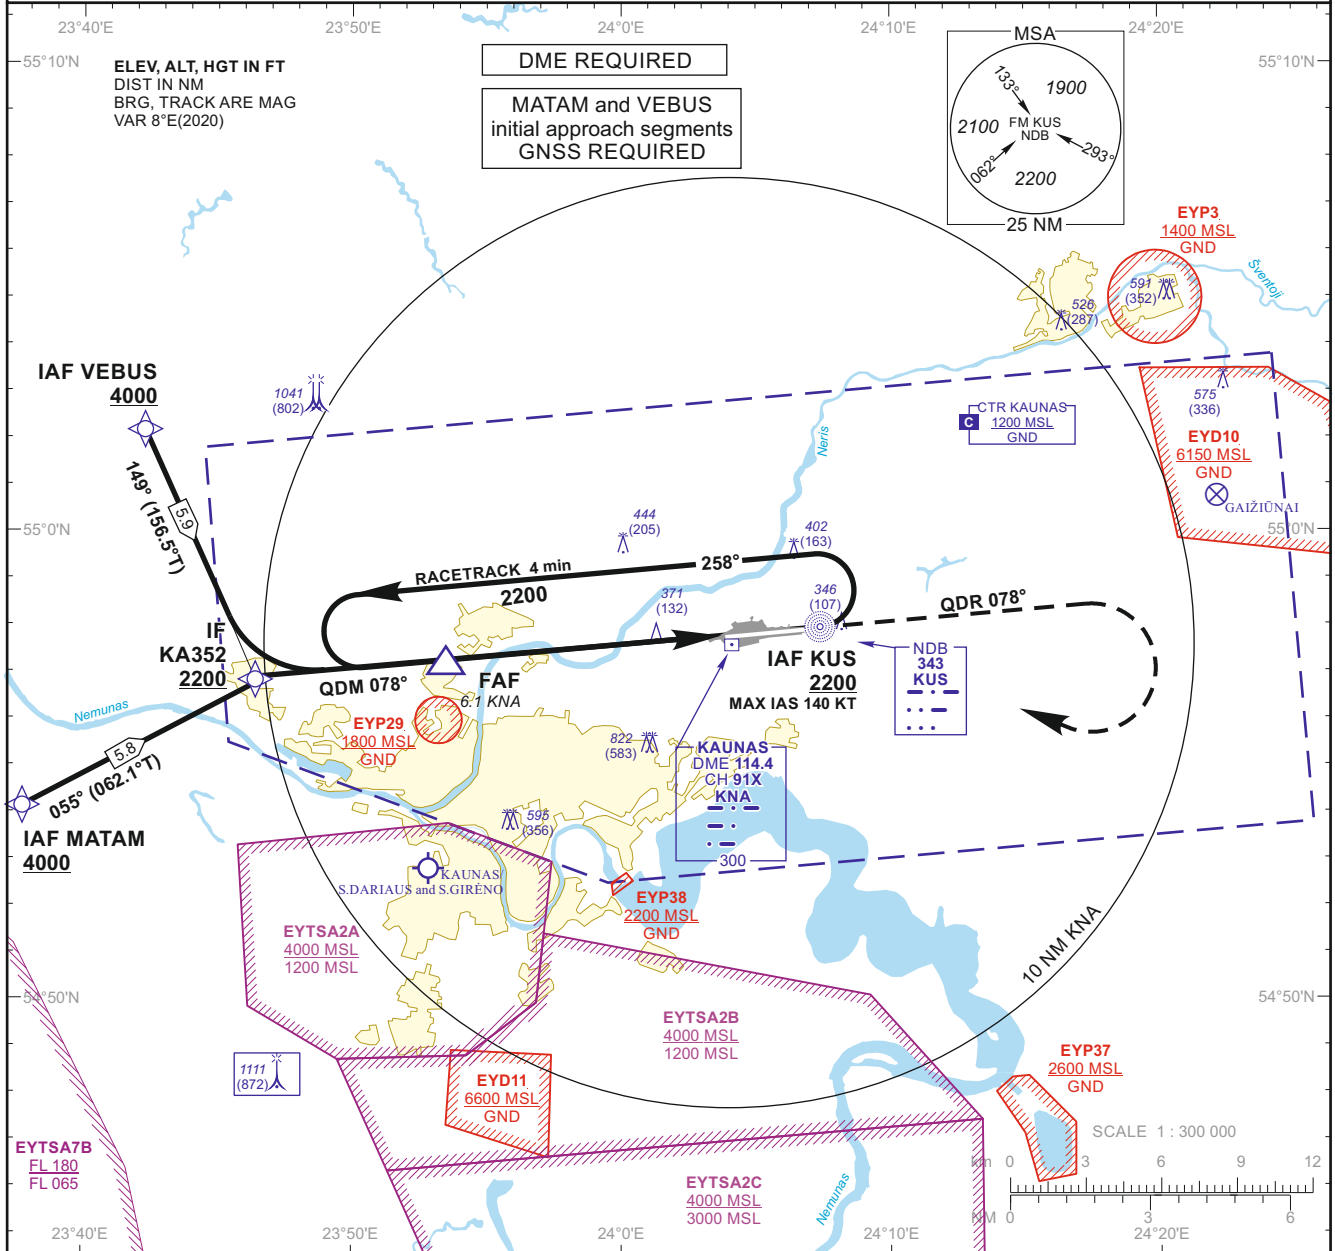 23°40'E
23°50'E
24°0'E
24°10'E
24°20'E
55°10'N
55°10'N
ELEV, ALT, HGT IN FT
DIST IN NM
BRG, TRACK ARE MAG
VAR 8°E(2020)
DME REQUIRED
MATAM and VEBUS
initial approach segments
GNSS REQUIRED
MSA
133°
1900
2100
FM KUS
NDB
062°
293°
2200
25 NM
EYP3
1400 MSL
GND
Šventoji
591
(352)
526
(287)
IAF VEBUS
4000
1041
(802)
CTR KAUNAS
C
1200 MSL
GND
575
(336)
EYD10
6150 MSL
GND
GAIŽIŪNAI
Neris
149° (156.5°T)
5.9
55°0'N
55°0'N
444
(205)
402
(163)
RACETRACK 4 min
258°
2200
371
(132)
346
(107)
QDR 078°
IF
KA352
2200
QDM 078°
FAF
6.1 KNA
IAF KUS
2200
MAX IAS 140 KT
NDB
343
KUS
Nemunas
EYP29
1800 MSL
GND
822
(583)
KAUNAS
DME 114.4
CH 91X
KNA
300
5.8
055° (062.1°T)
IAF MATAM
4000
595
(356)
KAUNAS/
S.DARIAUS and S.GIRĖNO
EYP38
2200 MSL
GND
EYTSA2A
4000 MSL
1200 MSL
10 NM KNA
54°50'N
54°50'N
EYTSA2B
4000 MSL
1200 MSL
1111
(872)
EYD11
6600 MSL
GND
EYP37
2600 MSL
GND
SCALE 1 : 300 000
EYTSA7B
FL 180
FL 065
EYTSA2C
4000 MSL
3000 MSL
Nemunas
km 0 3 6 9 12
NM 0 3 6
23°40'E
23°50'E
24°0'E
24°10'E
24°20'E